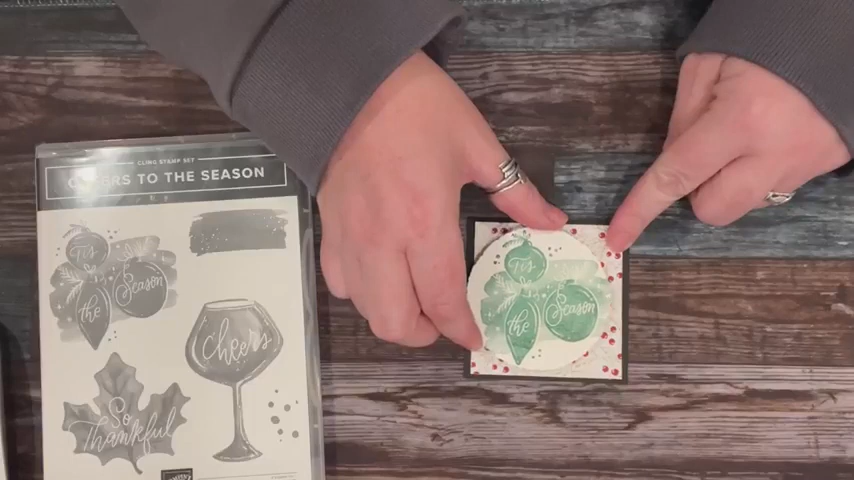 CLING STAMP SET
CHEERS TO THE SEASON
Tis
the
Season
cheers
So
Thankful
Tis
the
Season